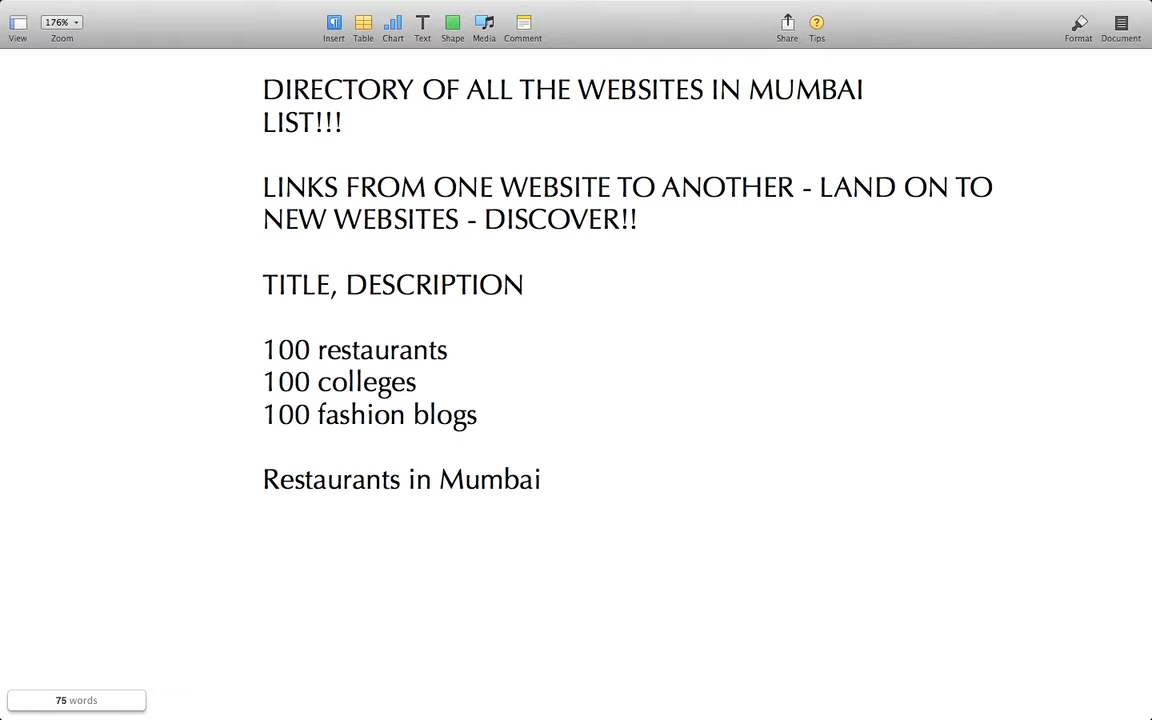 176%
View
Zoom
Insert
Table
Chart
Text
Shape
Media
Comment
Share
Tips
Format
Document
DIRECTORY OF ALL THE WEBSITES IN MUMBAI
LIST!!!
LINKS FROM ONE WEBSITE TO ANOTHER - LAND ON TO
NEW WEBSITES - DISCOVER!!
TITLE, DESCRIPTION
100 restaurants
100 colleges
100 fashion blogs
Restaurants in Mumbai
75 words